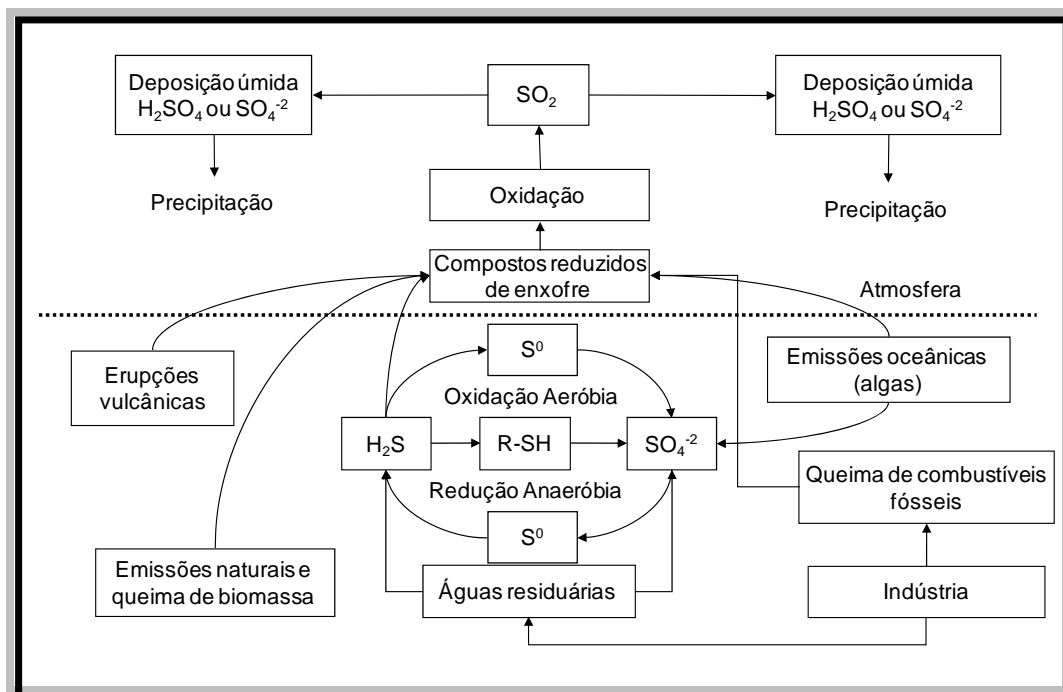 Deposição úmida
H₂SO₄ ou SO₄⁻²
SO₂
Deposição úmida
H₂SO₄ ou SO₄⁻²
Precipitação
Oxidação
Precipitação
Compostos reduzidos
de enxofre
Atmosfera
Erupções
vulcânicas
S⁰
Emissões oceânicas
(algas)
Oxidação Aeróbia
H₂S
R-SH
SO₄⁻²
Redução Anaeróbia
Queima de combustíveis
fósseis
S⁰
Emissões naturais e
queima de biomassa
Águas residuárias
Indústria